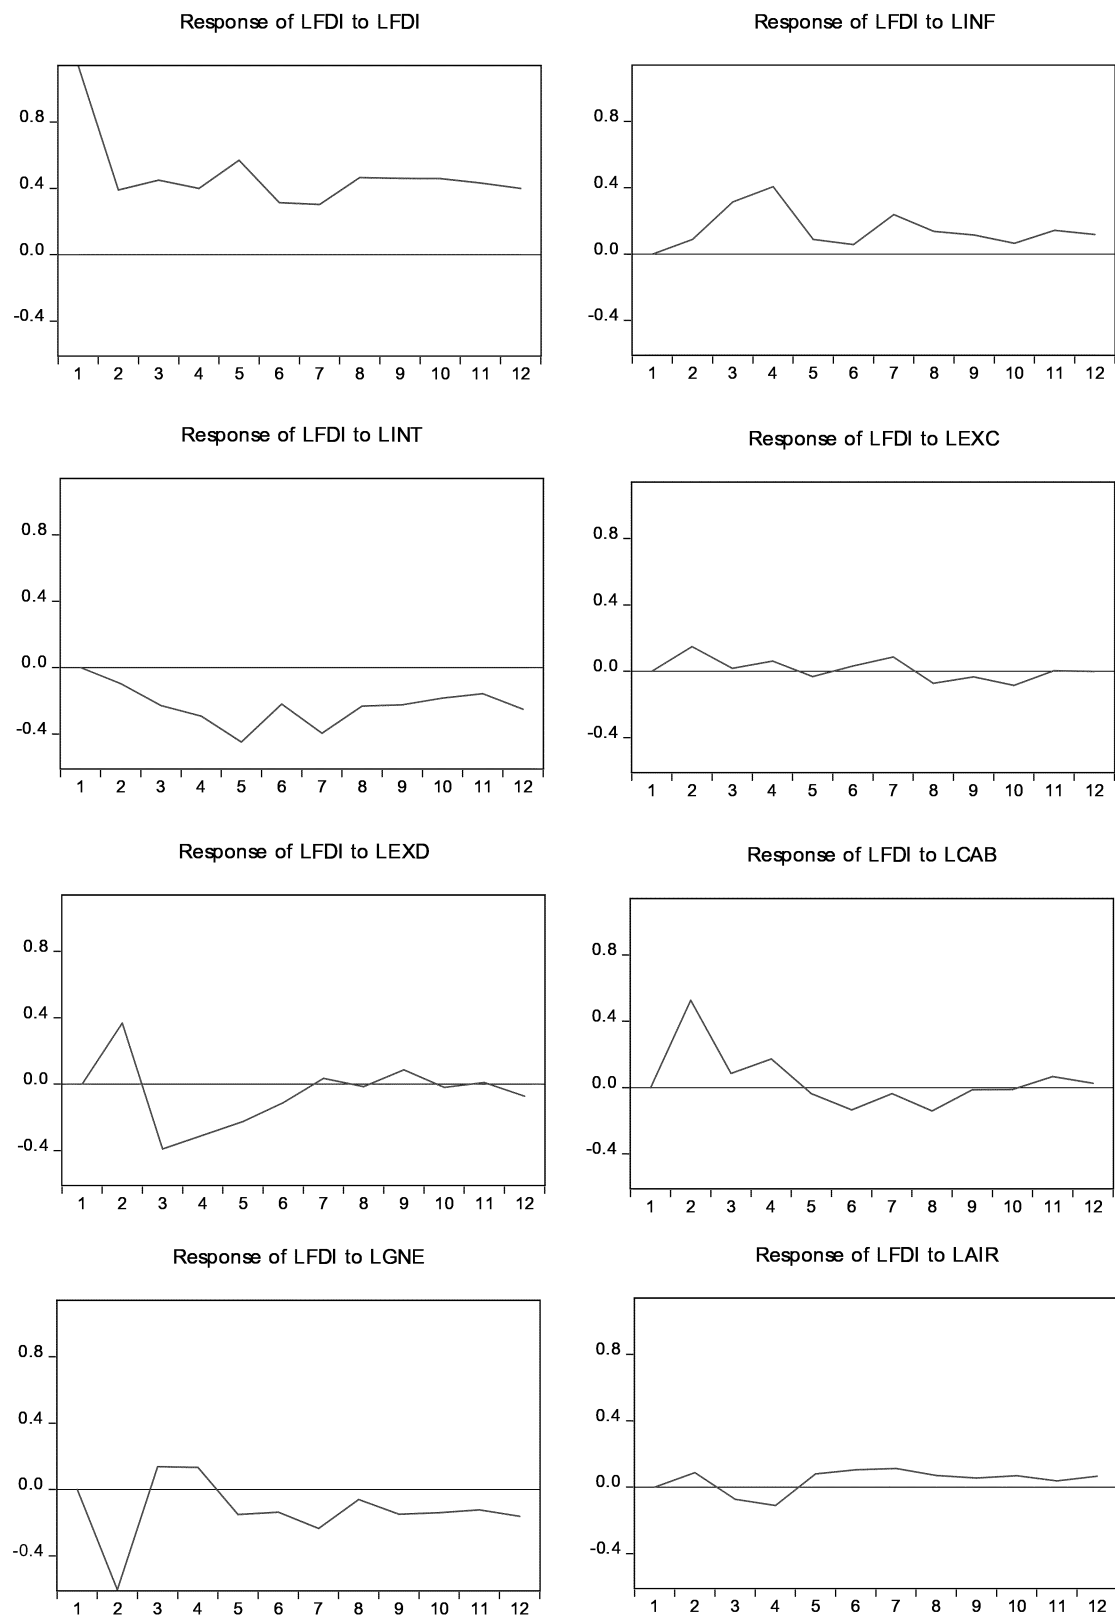 Response of LFDI to LFDI
0.8
0.4
0.0
-0.4
1 2 3 4 5 6 7 8 9 10 11 12
Response of LFDI to LINF
0.8
0.4
0.0
-0.4
1 2 3 4 5 6 7 8 9 10 11 12
Response of LFDI to LINT
0.8
0.4
0.0
-0.4
1 2 3 4 5 6 7 8 9 10 11 12
Response of LFDI to LEXC
0.8
0.4
0.0
-0.4
1 2 3 4 5 6 7 8 9 10 11 12
Response of LFDI to LEXD
0.8
0.4
0.0
-0.4
1 2 3 4 5 6 7 8 9 10 11 12
Response of LFDI to LCAB
0.8
0.4
0.0
-0.4
1 2 3 4 5 6 7 8 9 10 11 12
Response of LFDI to LGNE
0.8
0.4
0.0
-0.4
1 2 3 4 5 6 7 8 9 10 11 12
Response of LFDI to LAIR
0.8
0.4
0.0
-0.4
1 2 3 4 5 6 7 8 9 10 11 12